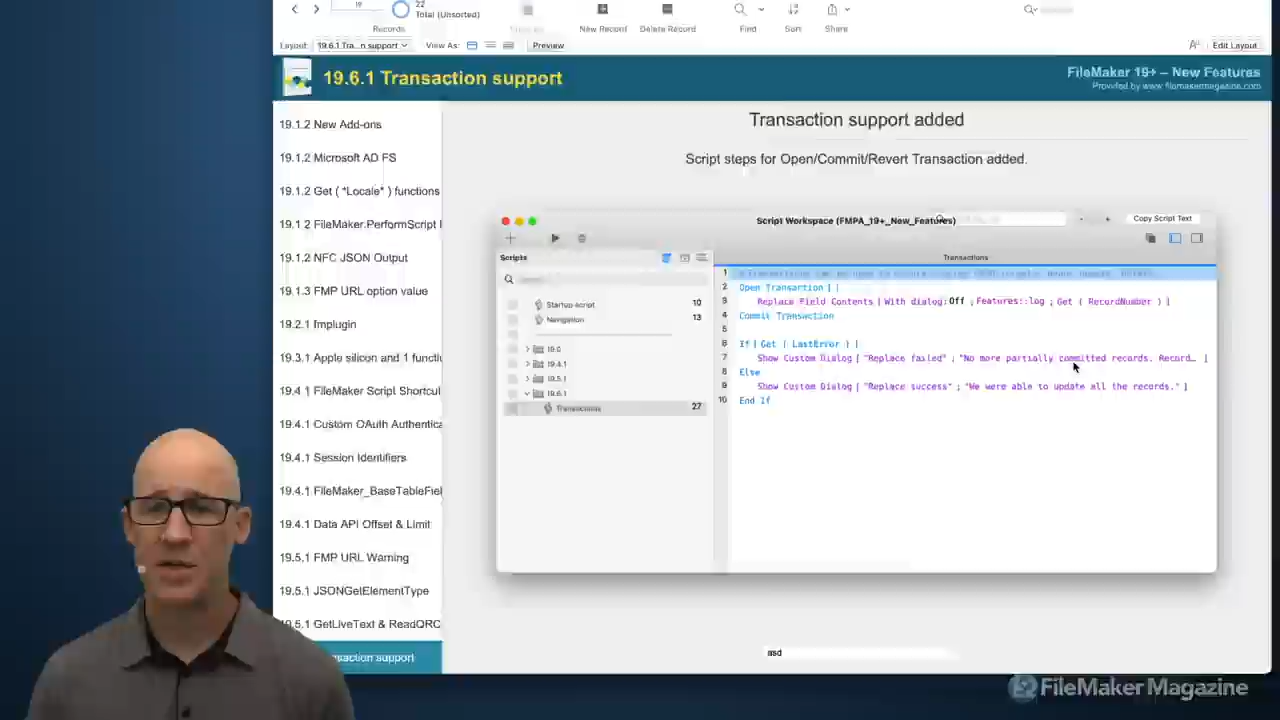 19
22
Total (Unsorted)
Records
New Record
Delete Record
Find
Sort
Share
Layout:
19.6.1 Tra...n support
View As:
Preview
Edit Layout
19.6.1 Transaction support
FileMaker 19+ – New Features
Provided by www.filemakermagazine.com
19.1.2 New Add-ons
19.1.2 Microsoft AD FS
19.1.2 Get ( *Locale* ) functions
19.1.2 FileMaker.PerformScript
19.1.2 NFC JSON Output
19.1.3 FMP URL option value
19.2.1 fmplugin
19.3.1 Apple silicon and 1 functi
19.4.1 FileMaker Script Shortcut
19.4.1 Custom OAuth Authentica
19.4.1 Session Identifiers
19.4.1 FileMaker_BaseTableFiel
19.4.1 Data API Offset & Limit
19.5.1 FMP URL Warning
19.5.1 JSONGetElementType
19.5.1 GetLiveText & ReadQRC
nsaction support
Transaction support added
Script steps for Open/Commit/Revert Transaction added.
Script Workspace (FMPA_19+_New_Features)
Copy Script Text
Scripts
Transactions
Startup script 10
Navigation 13
19.0
19.4.1
19.5.1
19.6.1
Transactions 27
1
2 Open Transaction [ ]
3 Replace Field Contents [ With dialog: Off ; Features::log ; Get ( RecordNumber ) ]
4 Commit Transaction
5
6 If [ Get ( LastError ) ]
7 Show Custom Dialog [ "Replace failed" ; "No more partially committed records. Record… ]
8 Else
9 Show Custom Dialog [ "Replace success" ; "We were able to update all the records." ]
10 End If
asd
FileMaker Magazine